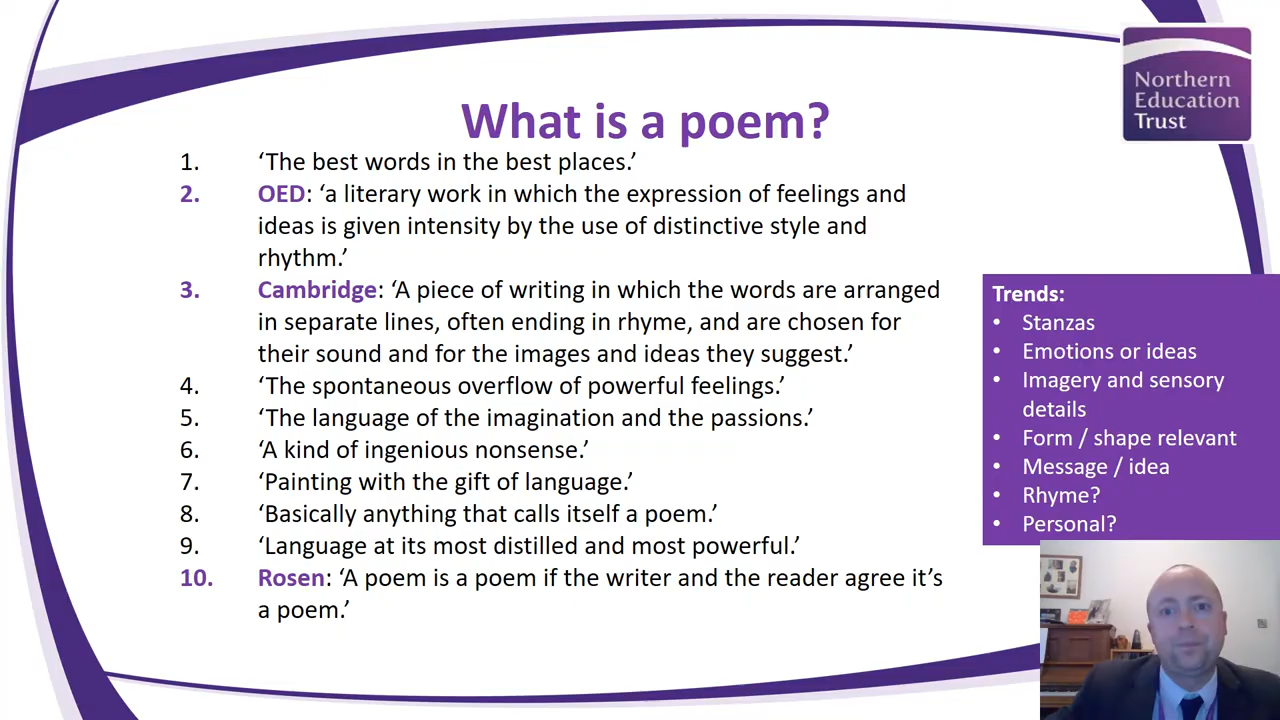 Northern
Education
Trust
What is a poem?
1. ‘The best words in the best places.’
2. OED: ‘a literary work in which the expression of feelings and
ideas is given intensity by the use of distinctive style and
rhythm.’
3. Cambridge: ‘A piece of writing in which the words are arranged
in separate lines, often ending in rhyme, and are chosen for
their sound and for the images and ideas they suggest.’
4. ‘The spontaneous overflow of powerful feelings.’
5. ‘The language of the imagination and the passions.’
6. ‘A kind of ingenious nonsense.’
7. ‘Painting with the gift of language.’
8. ‘Basically anything that calls itself a poem.’
9. ‘Language at its most distilled and most powerful.’
10. Rosen: ‘A poem is a poem if the writer and the reader agree it’s
a poem.’
Trends:
• Stanzas
• Emotions or ideas
• Imagery and sensory
details
• Form / shape relevant
• Message / idea
• Rhyme?
• Personal?